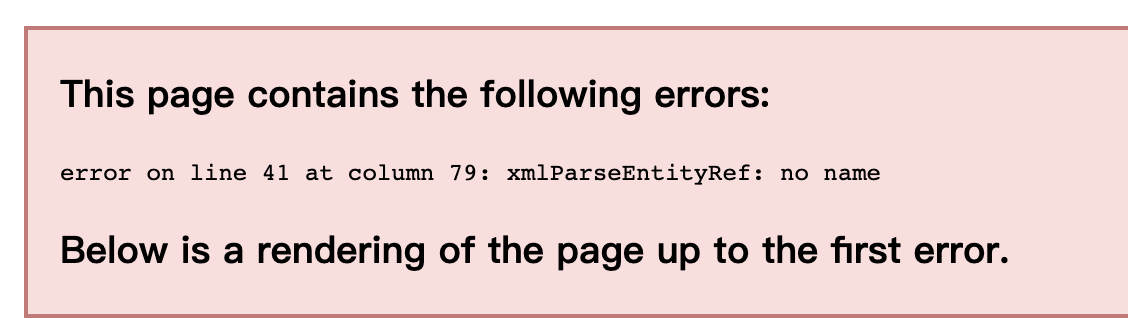 This page contains the following errors:
error on line 41 at column 79: xmlParseEntityRef: no name
Below is a rendering of the page up to the first error.